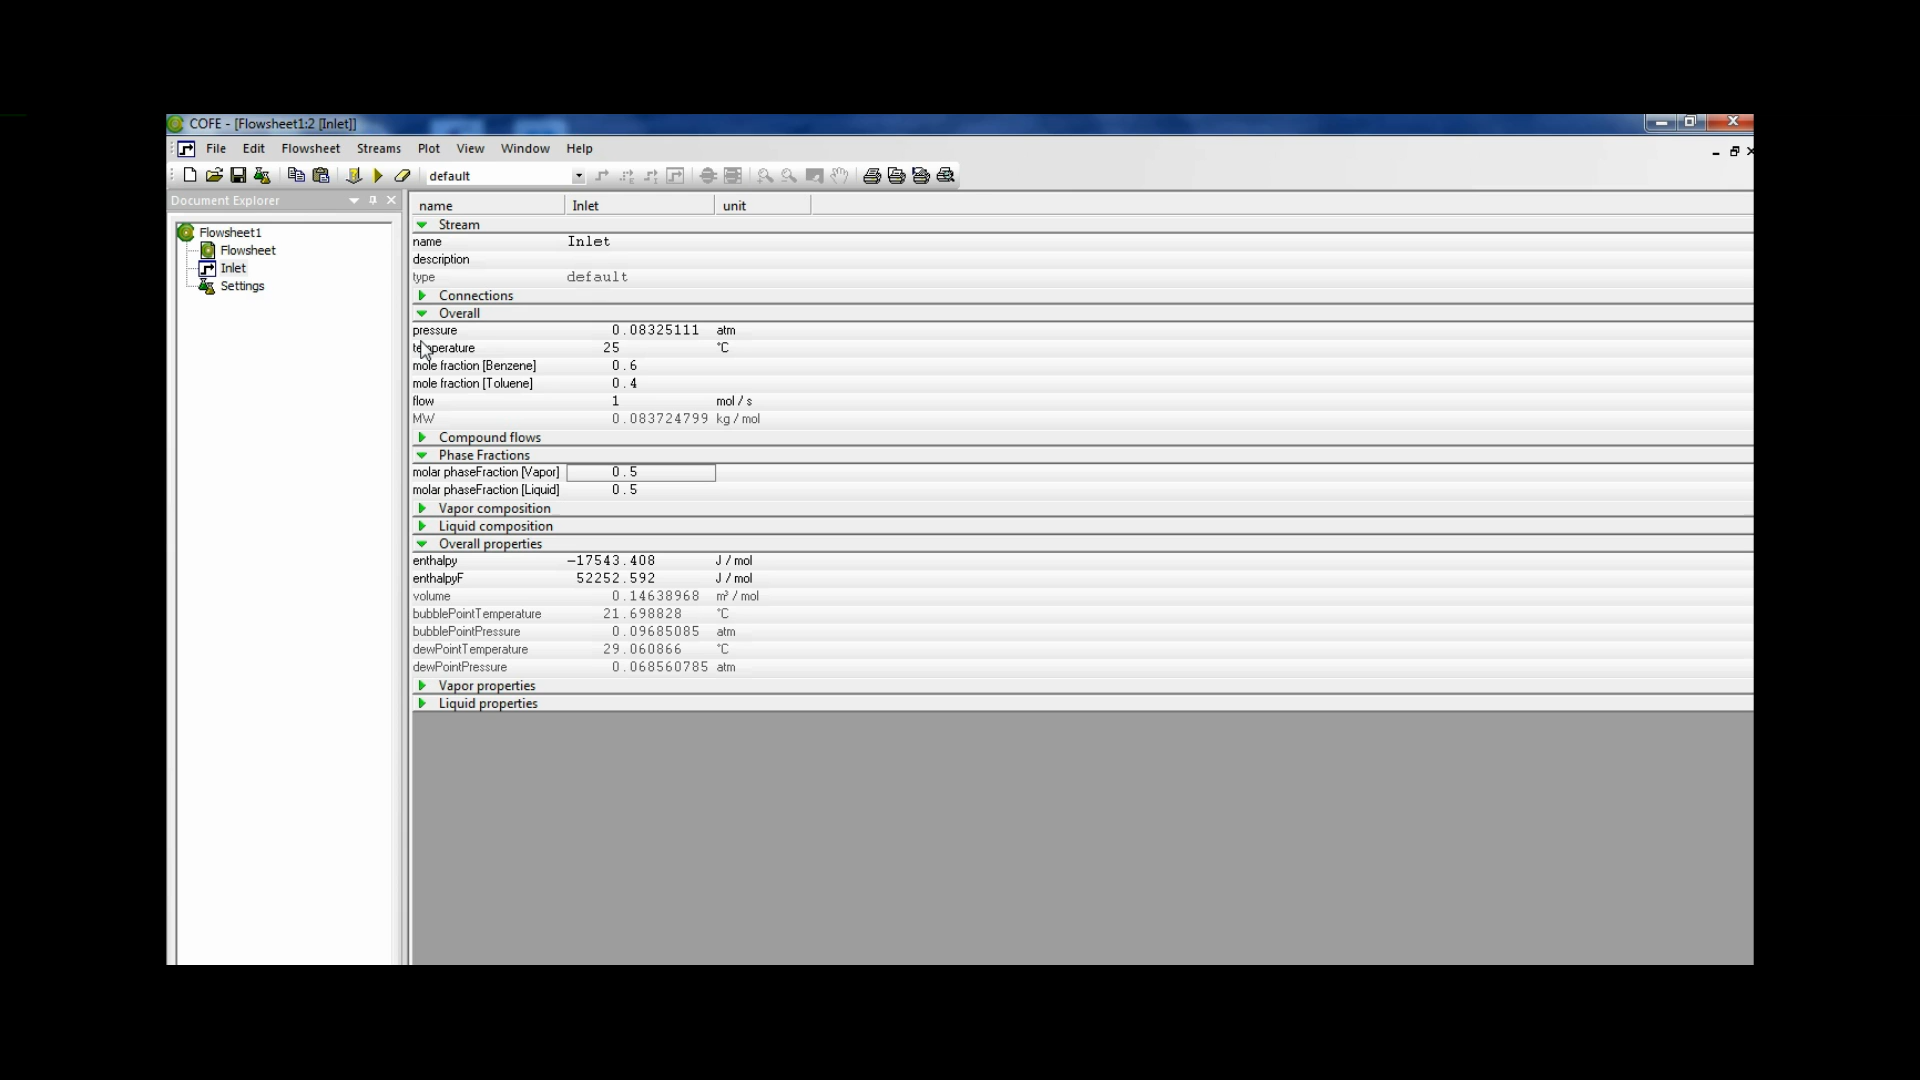 COFE - [Flowsheet1:2 [Inlet]]
File Edit Flowsheet Streams Plot View Window Help
default
Document Explorer
Flowsheet1
Flowsheet
Inlet
Settings
name Inlet unit
Stream
name Inlet
description
type default
Connections
Overall
pressure 0.08325111 atm
temperature 25 °C
mole fraction [Benzene] 0.6
mole fraction [Toluene] 0.4
flow 1 mol / s
MW 0.083724799 kg / mol
Compound flows
Phase Fractions
molar phaseFraction [Vapor] 0.5
molar phaseFraction [Liquid] 0.5
Vapor composition
Liquid composition
Overall properties
enthalpy -17543.408 J / mol
enthalpyF 52252.592 J / mol
volume 0.14638968 m³ / mol
bubblePointTemperature 21.698828 °C
bubblePointPressure 0.09685085 atm
dewPointTemperature 29.060866 °C
dewPointPressure 0.068560785 atm
Vapor properties
Liquid properties